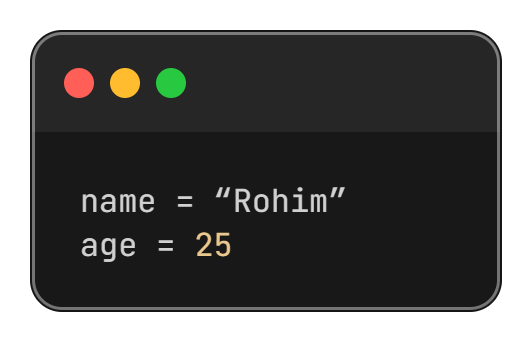 name = “Rohim”
age = 25